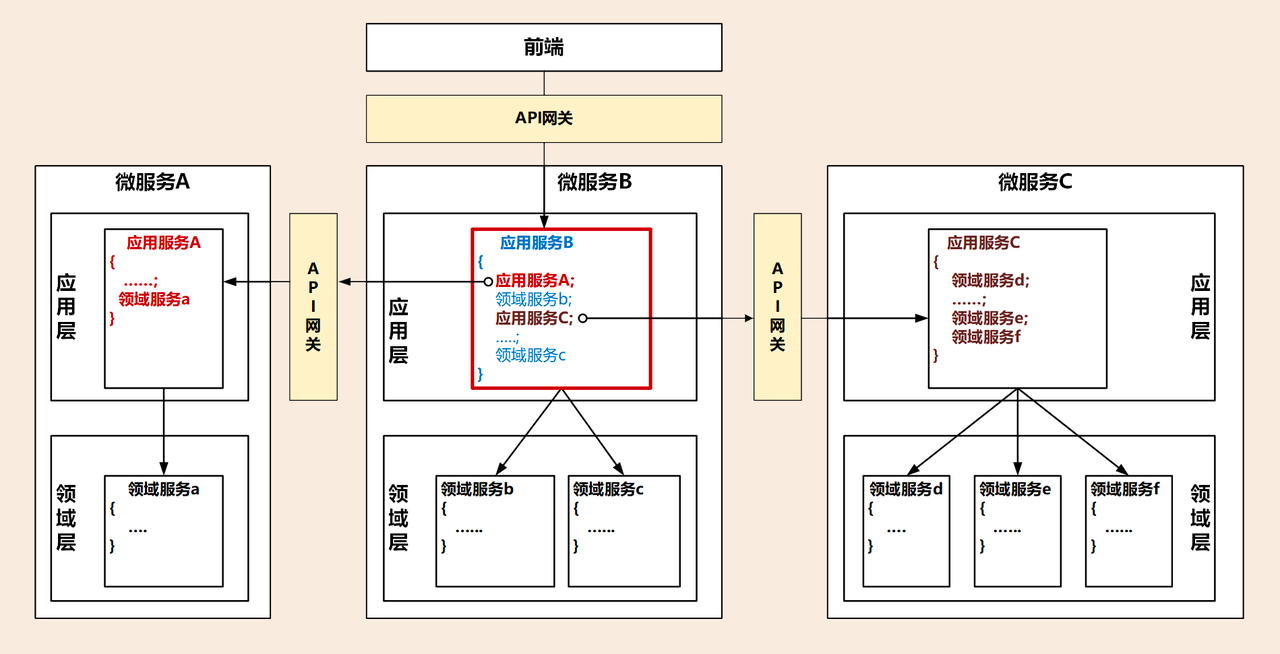 前端
API网关
微服务A
应用层
应用服务A
{
......;
领域服务a
}
领域层
领域服务a
{
....
}
API网关
微服务B
应用层
应用服务B
{
应用服务A;
领域服务b;
应用服务C;
.....;
领域服务c
}
领域层
领域服务b
{
......
}
领域服务c
{
......
}
API网关
微服务C
应用服务C
{
领域服务d;
......;
领域服务e;
领域服务f
}
应用层
领域服务d
{
....
}
领域服务e
{
......
}
领域服务f
{
......
}
领域层